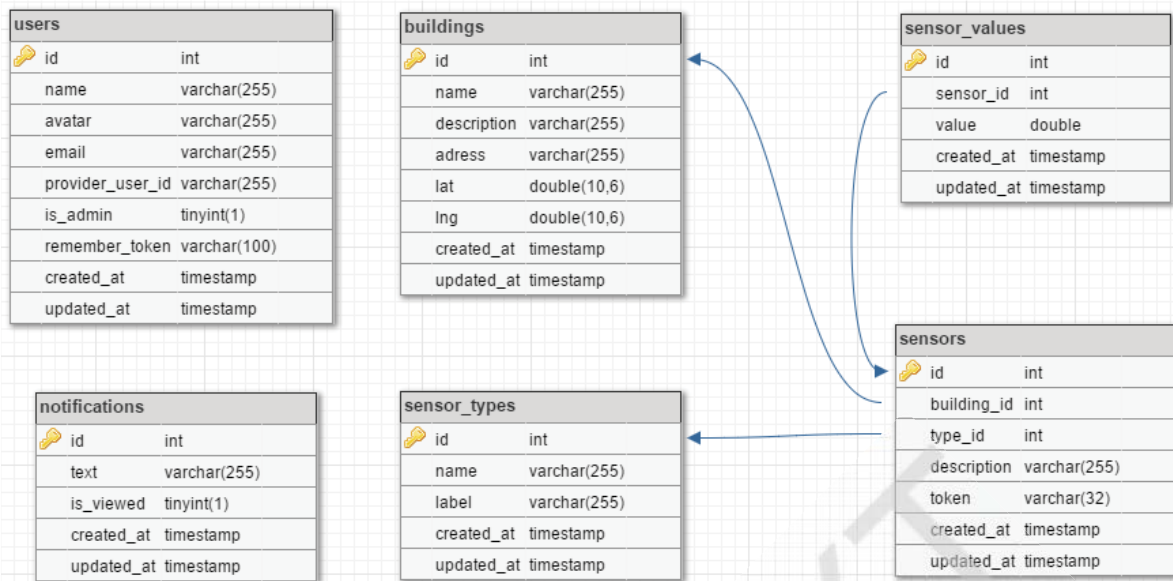 users
id int
name varchar(255)
avatar varchar(255)
email varchar(255)
provider_user_id varchar(255)
is_admin tinyint(1)
remember_token varchar(100)
created_at timestamp
updated_at timestamp
buildings
id int
name varchar(255)
description varchar(255)
adress varchar(255)
lat double(10,6)
lng double(10,6)
created_at timestamp
updated_at timestamp
sensor_values
id int
sensor_id int
value double
created_at timestamp
updated_at timestamp
notifications
id int
text varchar(255)
is_viewed tinyint(1)
created_at timestamp
updated_at timestamp
sensor_types
id int
name varchar(255)
label varchar(255)
created_at timestamp
updated_at timestamp
sensors
id int
building_id int
type_id int
description varchar(255)
token varchar(32)
created_at timestamp
updated_at timestamp